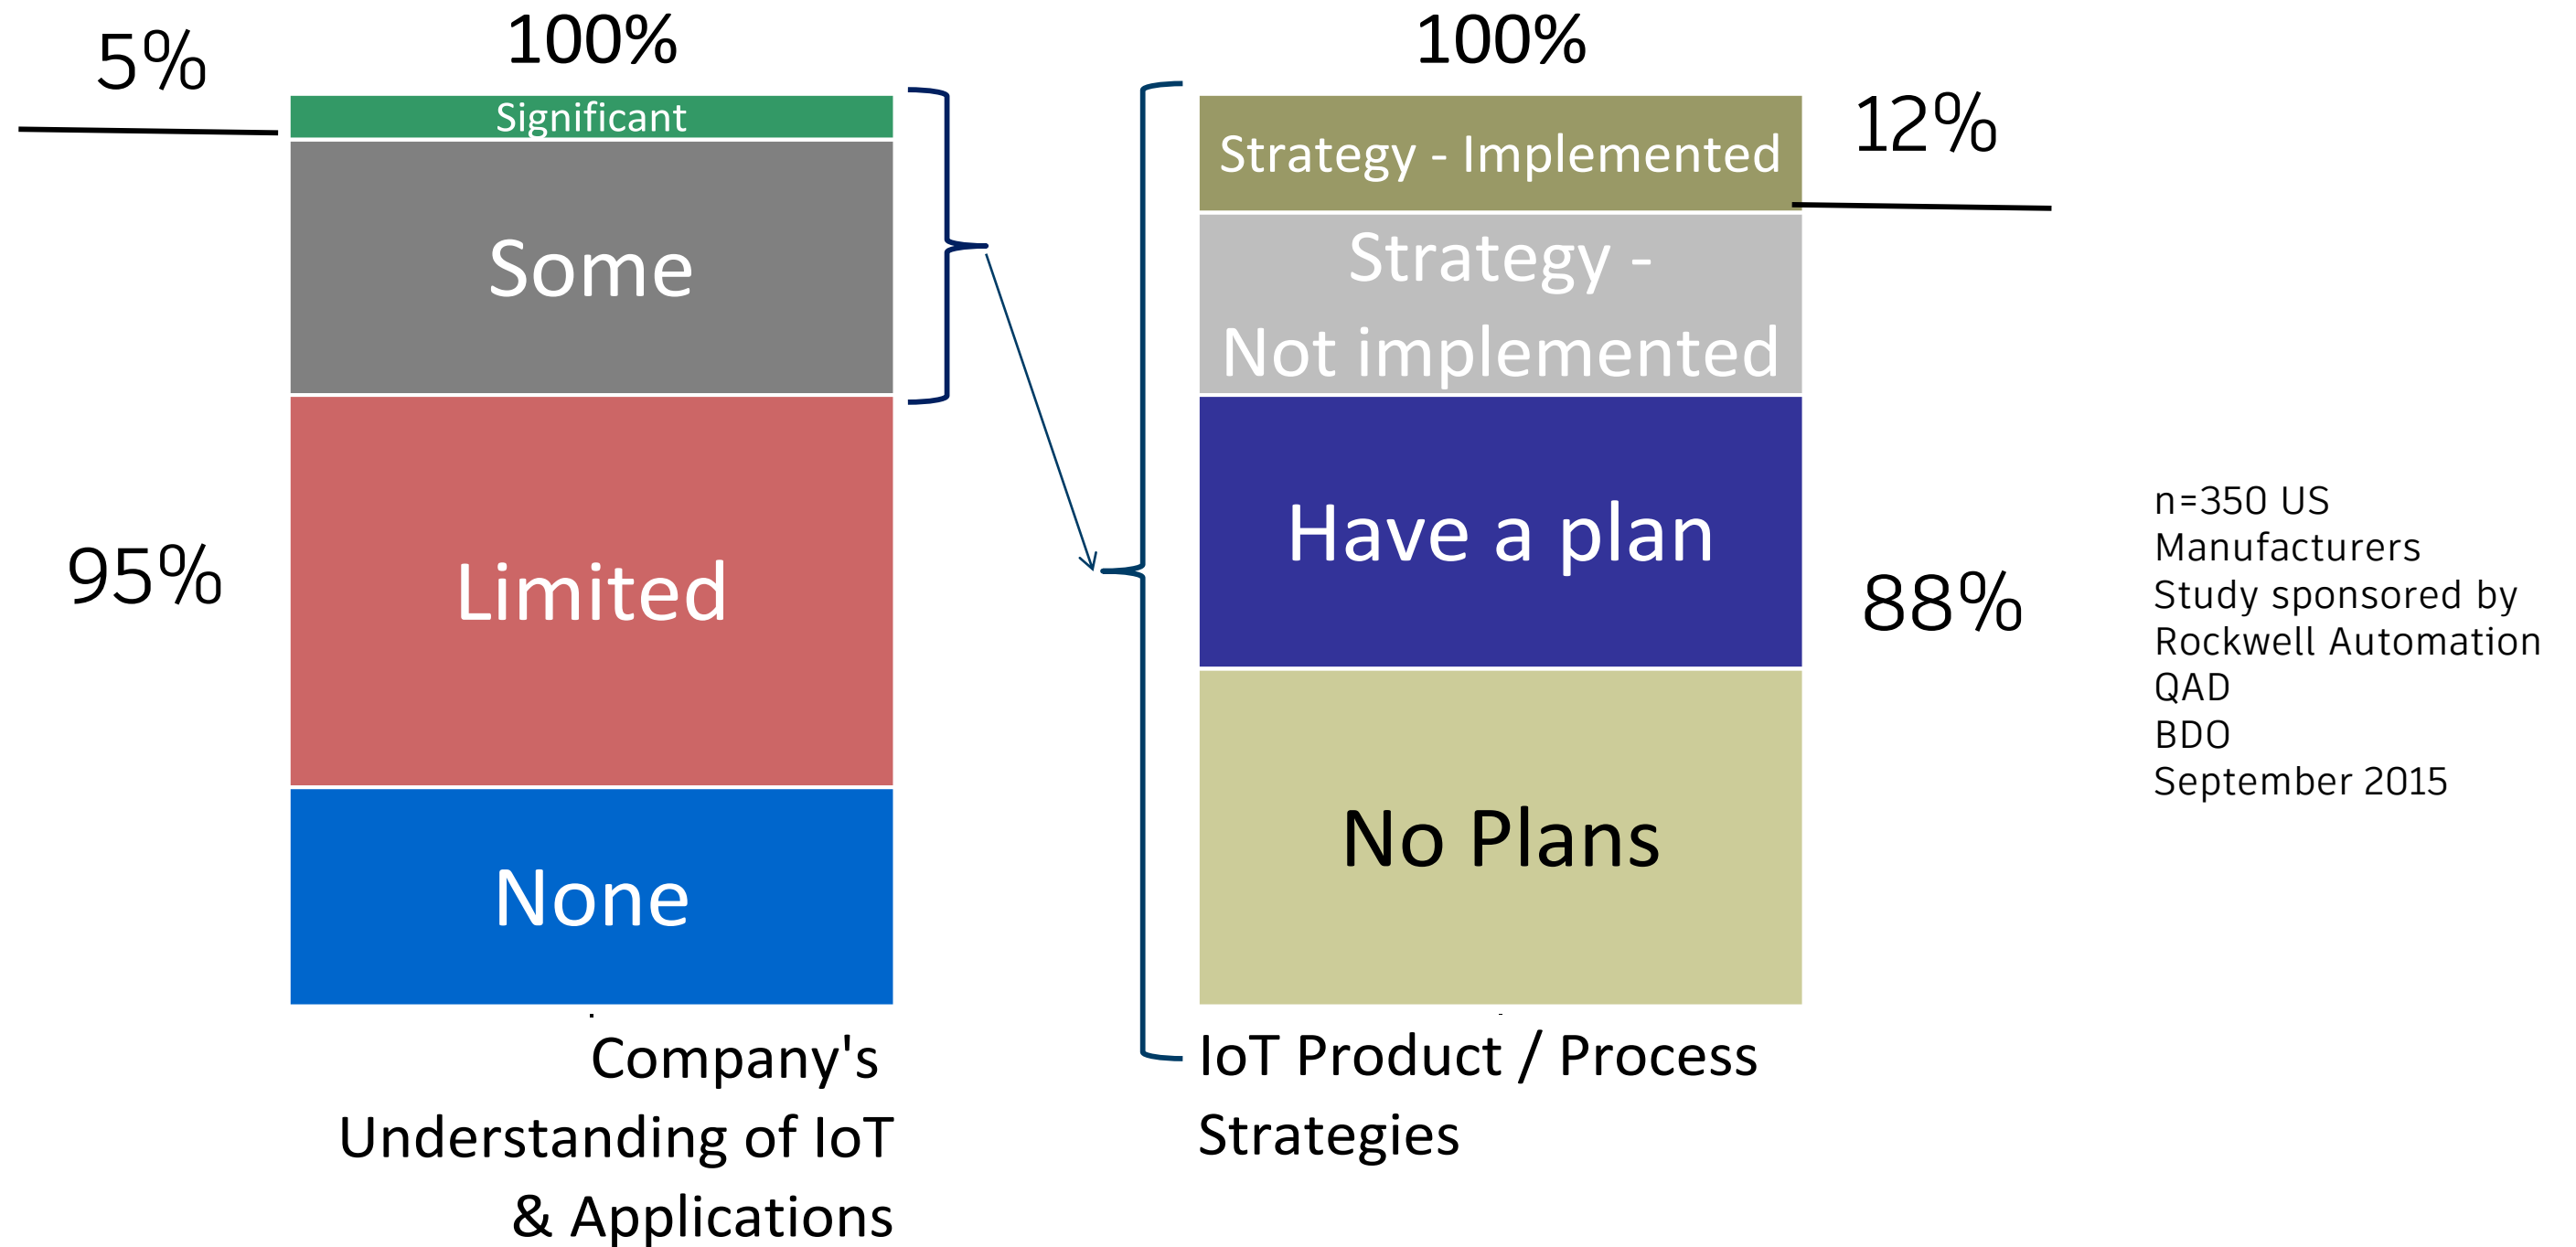 5%
100%
Significant
Some
95%
Limited
None
Company's
Understanding of IoT
& Applications
100%
Strategy - Implemented
12%
Strategy -
Not implemented
Have a plan
88%
No Plans
IoT Product / Process
Strategies
n=350 US
Manufacturers
Study sponsored by
Rockwell Automation
QAD
BDO
September 2015